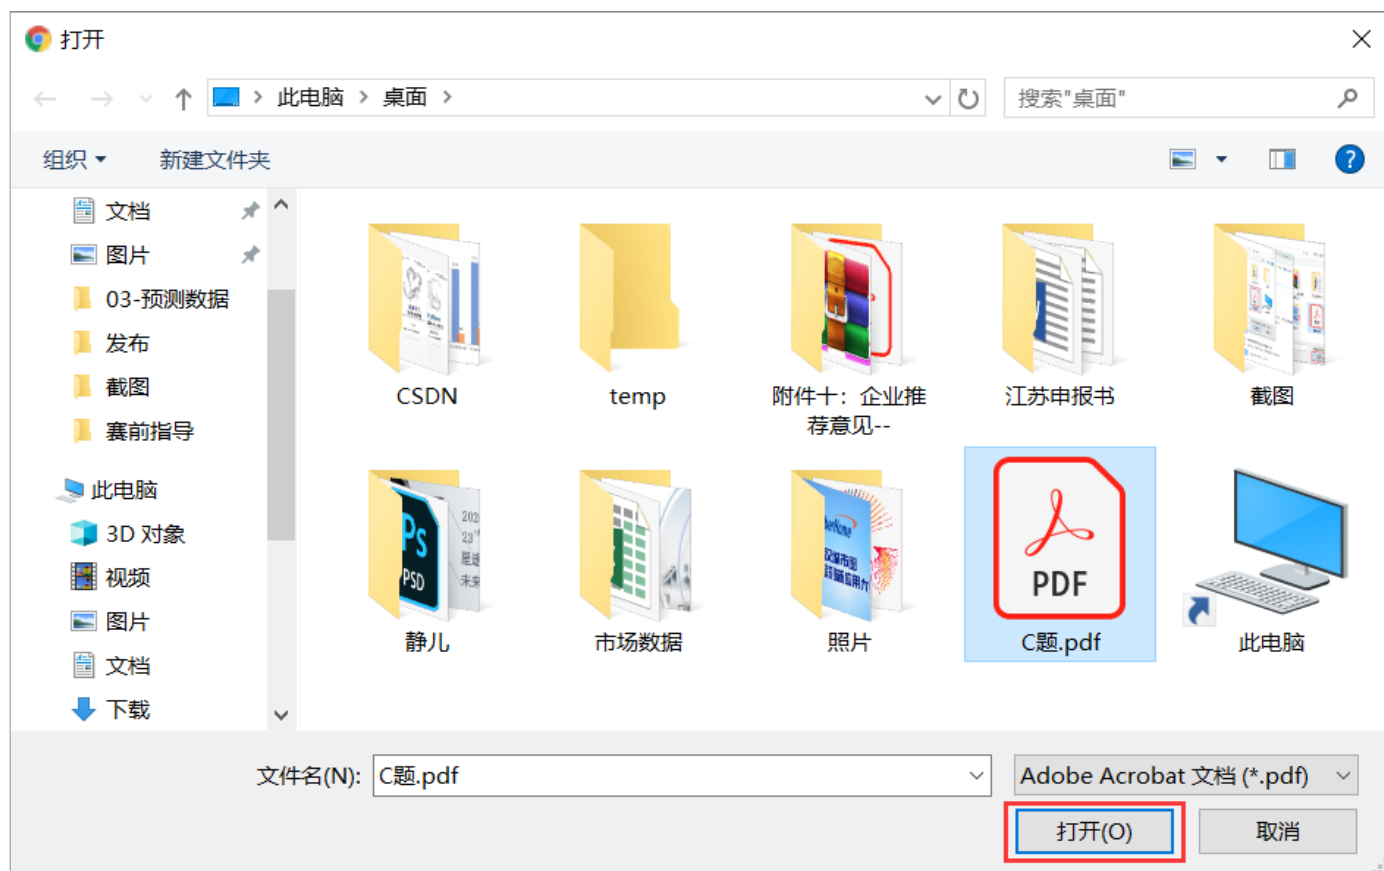 打开
此电脑 桌面
搜索"桌面"
组织
新建文件夹
?
文档
图片
03-预测数据
发布
截图
赛前指导
此电脑
3D 对象
视频
图片
文档
下载
CSDN
temp
附件十：企业推
荐意见--
江苏申报书
截图
静儿
市场数据
照片
PDF
C题.pdf
此电脑
文件名(N):
C题.pdf
Adobe Acrobat 文档 (*.pdf)
打开(O)
取消